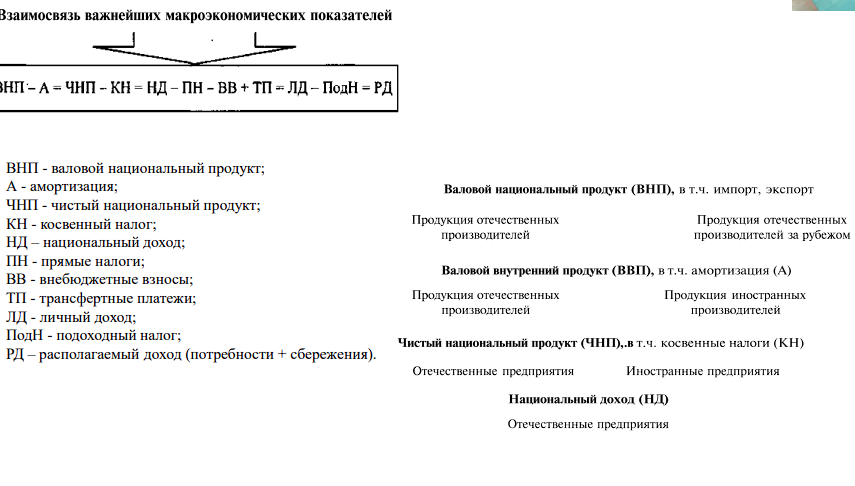 Взаимосвязь важнейших макроэкономических показателей
ВНП – А = ЧНП – КН = НД – ПН – ВВ + ТП = ЛД – ПодН = РД
ВНП - валовой национальный продукт;
А - амортизация;
ЧНП - чистый национальный продукт;
КН - косвенный налог;
НД – национальный доход;
ПН - прямые налоги;
ВВ - внебюджетные взносы;
ТП - трансфертные платежи;
ЛД - личный доход;
ПодН - подоходный налог;
РД – располагаемый доход (потребности + сбережения).
Валовой национальный продукт (ВНП), в т.ч. импорт, экспорт
Продукция отечественных
производителей
Продукция отечественных
производителей за рубежом
Валовой внутренний продукт (ВВП), в т.ч. амортизация (А)
Продукция отечественных
производителей
Продукция иностранных
производителей
Чистый национальный продукт (ЧНП),.в т.ч. косвенные налоги (КН)
Отечественные предприятия
Иностранные предприятия
Национальный доход (НД)
Отечественные предприятия